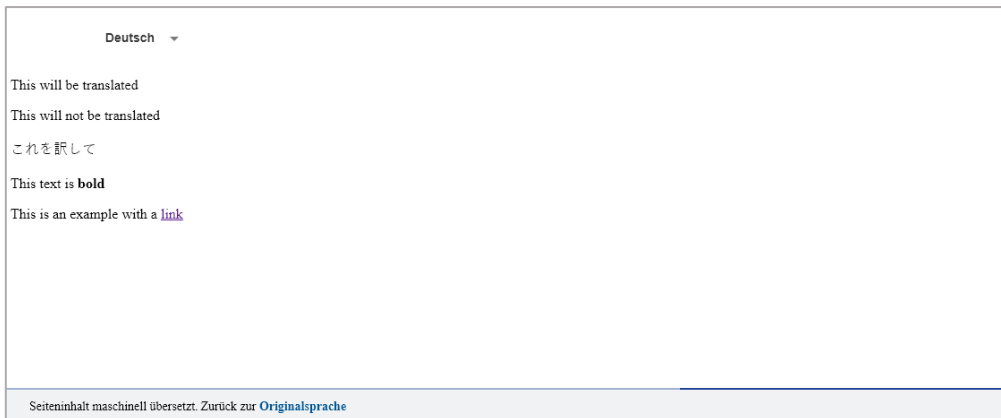 Deutsch
This will be translated
This will not be translated
これを訳して
This text is bold
This is an example with a link
Seiteninhalt maschinell übersetzt. Zurück zur Originalsprache